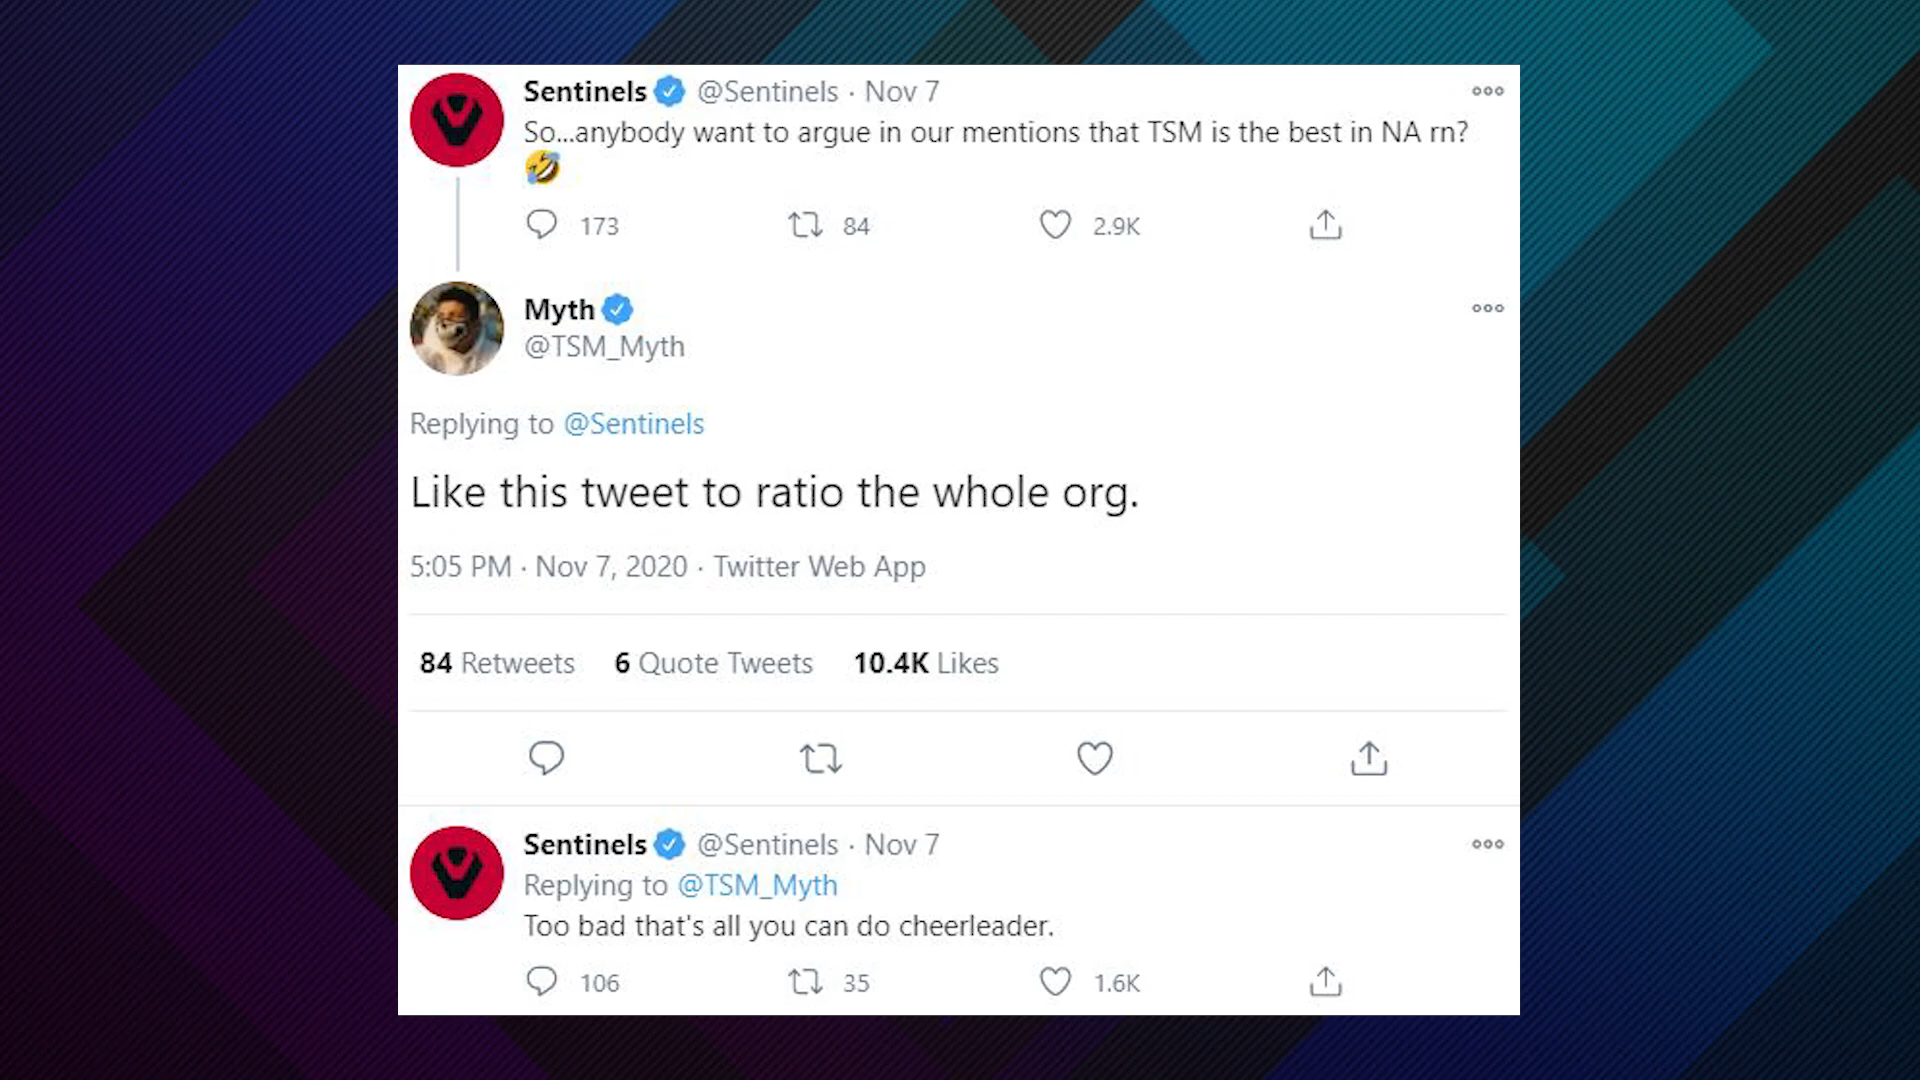 Sentinels @Sentinels · Nov 7
So...anybody want to argue in our mentions that TSM is the best in NA rn?
🤣
173 84 2.9K
Myth
@TSM_Myth
Replying to @Sentinels
Like this tweet to ratio the whole org.
5:05 PM · Nov 7, 2020 · Twitter Web App
84 Retweets 6 Quote Tweets 10.4K Likes
Sentinels @Sentinels · Nov 7
Replying to @TSM_Myth
Too bad that's all you can do cheerleader.
106 35 1.6K